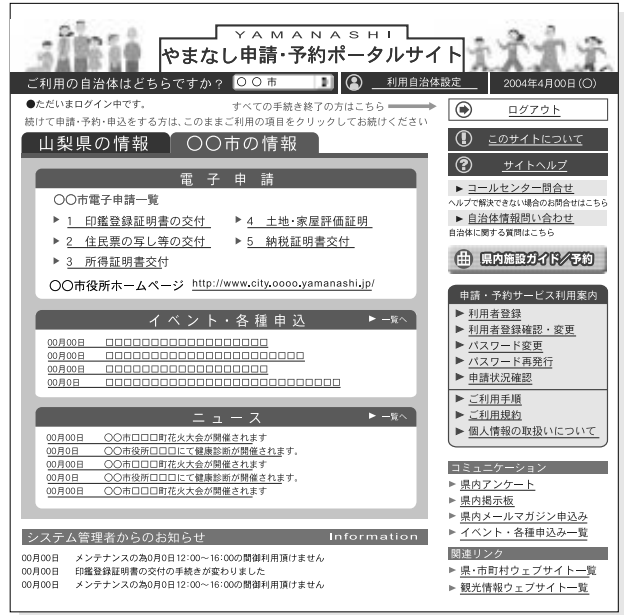 YAMANASHI
やまなし申請・予約ポータルサイト
ご利用の自治体はどちらですか？ 〇〇市 利用自治体設定 2004年4月00日(〇)
●ただいまログイン中です。 すべての手続き終了の方はこちら
続けて申請・予約・申込をする方は、このままご利用の項目をクリックしてお続けください
山梨県の情報 〇〇市の情報
電子申請
〇〇市電子申請一覧
▶ 1 印鑑登録証明書の交付 ▶ 4 土地・家屋評価証明
▶ 2 住民票の写し等の交付 ▶ 5 納税証明書交付
▶ 3 所得証明書交付
〇〇市役所ホームページ http://www.city.oooo.yamanashi.jp/
イベント・各種申込 ▶ 一覧へ
00月00日 □□□□□□□□□□□□□□□□□□
00月00日 □□□□□□□□□□□□□□□□□□□□□□
00月00日 □□□□□□□□□□□□□□□□□□
00月0日 □□□□□□□□□□□□□□□□□□□□□□□□□□
ニュース ▶ 一覧へ
00月00日 〇〇市□□□町花火大会が開催されます
00月0日 〇〇市役所□□□にて健康診断が開催されます。
00月00日 〇〇市□□□町花火大会が開催されます
00月0日 〇〇市役所□□□にて健康診断が開催されます。
00月00日 〇〇市□□□町花火大会が開催されます
システム管理者からのお知らせ Information
00月00日 メンテナンスの為0月0日12:00〜16:00の間御利用頂けません
00月00日 印鑑登録証明書の交付の手続きが変わりました
00月00日 メンテナンスの為0月0日12:00〜16:00の間御利用頂けません
ログアウト
このサイトについて
サイトヘルプ
▶ コールセンター問合せ
ヘルプで解決できない場合のお問合せはこちら
▶ 自治体情報問い合わせ
自治体に関する質問はこちら
県内施設ガイド/予約
申請・予約サービス利用案内
▶ 利用者登録
▶ 利用者登録確認・変更
▶ パスワード変更
▶ パスワード再発行
▶ 申請状況確認
▶ ご利用手順
▶ ご利用規約
▶ 個人情報の取扱いについて
コミュニケーション
▶ 県内アンケート
▶ 県内掲示板
▶ 県内メールマガジン申込み
▶ イベント・各種申込み一覧
関連リンク
▶ 県・市町村ウェブサイト一覧
▶ 観光情報ウェブサイト一覧